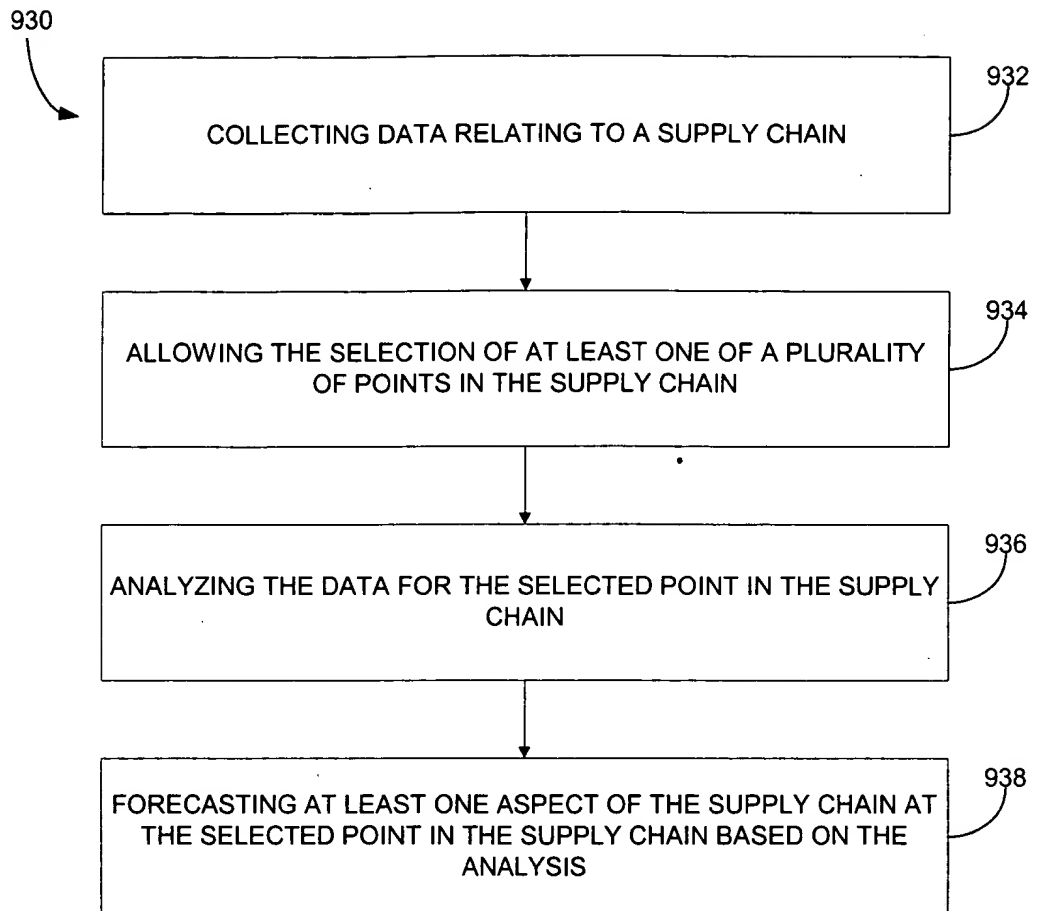 930
932
COLLECTING DATA RELATING TO A SUPPLY CHAIN
934
ALLOWING THE SELECTION OF AT LEAST ONE OF A PLURALITY
OF POINTS IN THE SUPPLY CHAIN
936
ANALYZING THE DATA FOR THE SELECTED POINT IN THE SUPPLY
CHAIN
938
FORECASTING AT LEAST ONE ASPECT OF THE SUPPLY CHAIN AT
THE SELECTED POINT IN THE SUPPLY CHAIN BASED ON THE
ANALYSIS